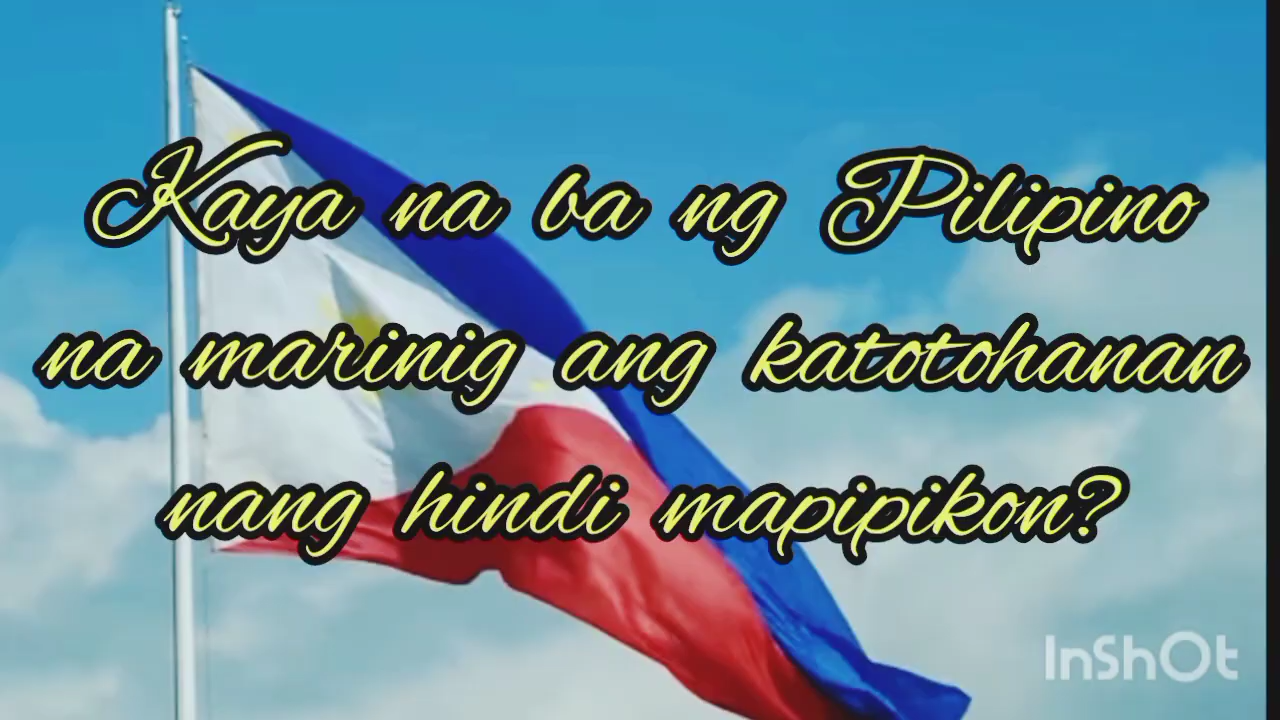 Kaya na ba ng Pilipino
na marinig ang katotohanan
nang hindi mapipikon?
InShOt